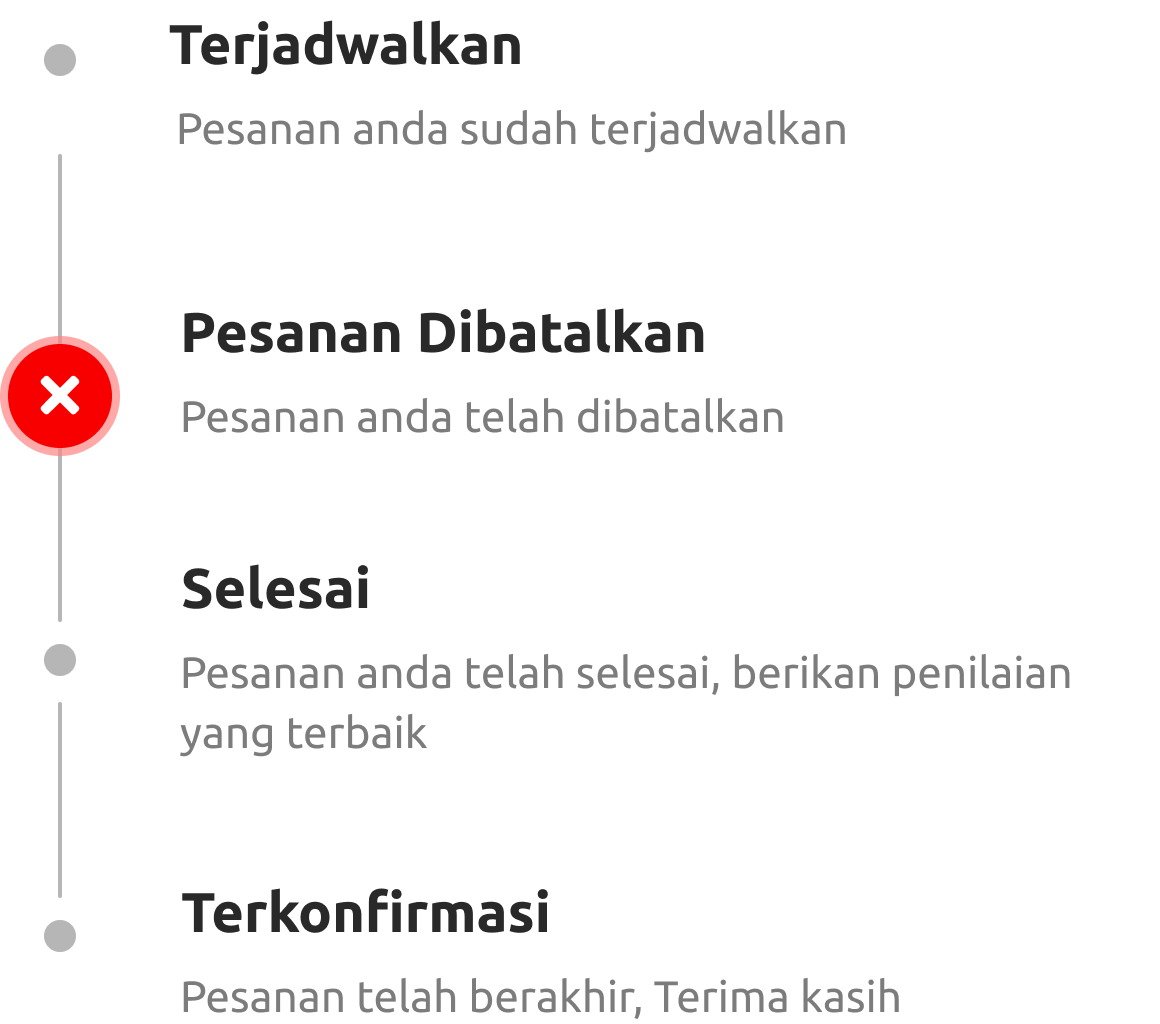 Terjadwalkan
Pesanan anda sudah terjadwalkan
Pesanan Dibatalkan
Pesanan anda telah dibatalkan
Selesai
Pesanan anda telah selesai, berikan penilaian
yang terbaik
Terkonfirmasi
Pesanan telah berakhir, Terima kasih